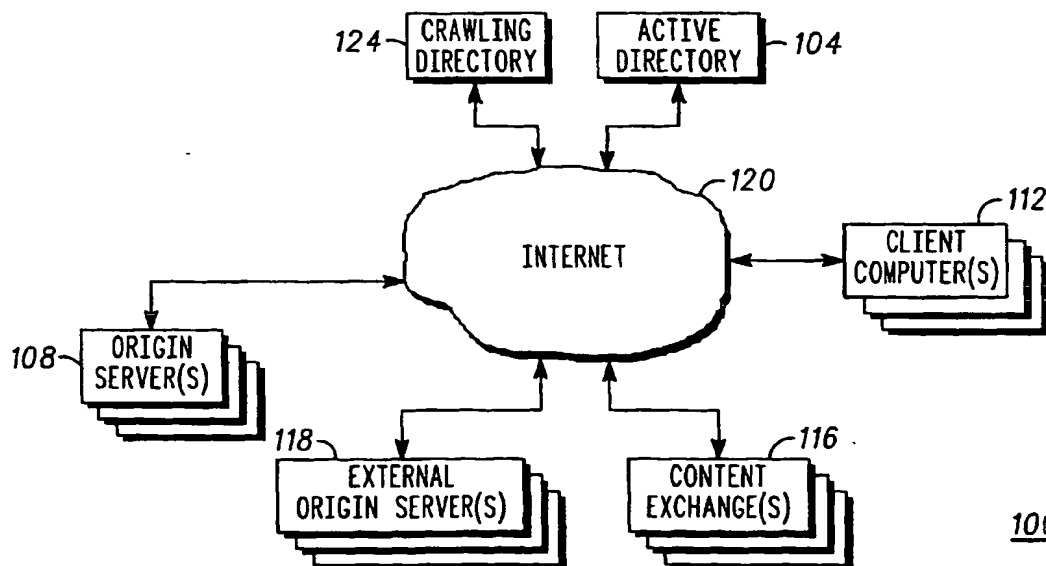 124
CRAWLING
DIRECTORY
ACTIVE
DIRECTORY
104
120
INTERNET
112
CLIENT
COMPUTER(S)
108
ORIGIN
SERVER(S)
118
EXTERNAL
ORIGIN SERVER(S)
116
CONTENT
EXCHANGE(S)